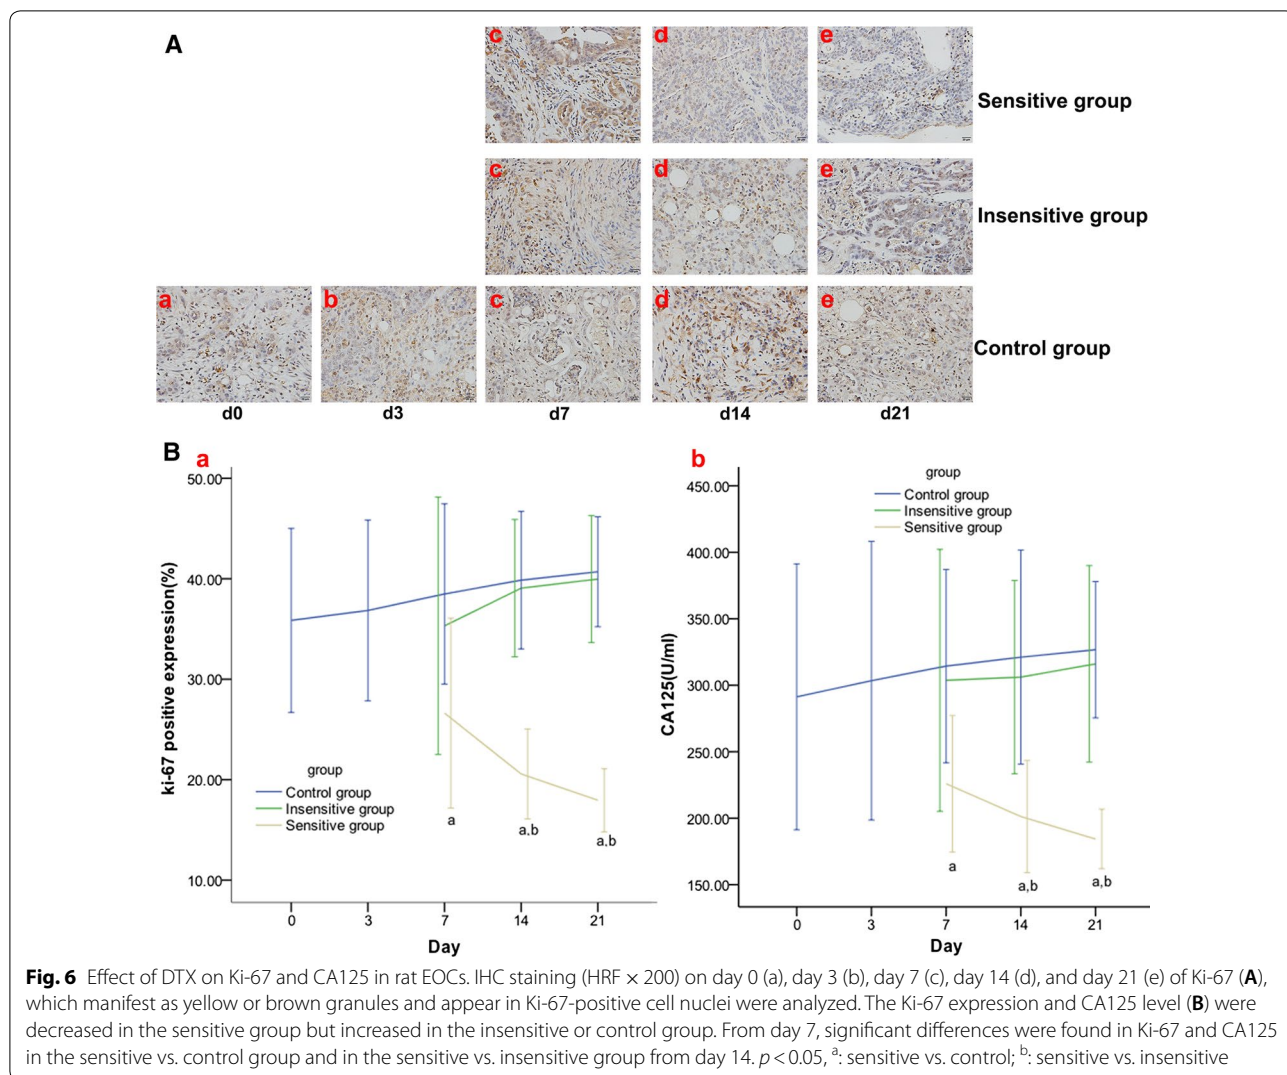 A
c d e
Sensitive group
c d e
Insensitive group
a b c d e
Control group
d0 d3 d7 d14 d21
B
a
50.00
40.00
30.00
20.00
10.00
ki-67 positive expression(%)
group
Control group
Insensitive group
Sensitive group
a
a,b
a,b
0 3 7 14 21
Day
b
450.00
400.00
350.00
300.00
250.00
200.00
150.00
CA125(U/ml)
group
Control group
Insensitive group
Sensitive group
a
a,b
a,b
0 3 7 14 21
Day
Fig. 6 Effect of DTX on Ki-67 and CA125 in rat EOCs. IHC staining (HRF × 200) on day 0 (a), day 3 (b), day 7 (c), day 14 (d), and day 21 (e) of Ki-67 (A),
which manifest as yellow or brown granules and appear in Ki-67-positive cell nuclei were analyzed. The Ki-67 expression and CA125 level (B) were
decreased in the sensitive group but increased in the insensitive or control group. From day 7, significant differences were found in Ki-67 and CA125
in the sensitive vs. control group and in the sensitive vs. insensitive group from day 14. p < 0.05, a: sensitive vs. control; b: sensitive vs. insensitive